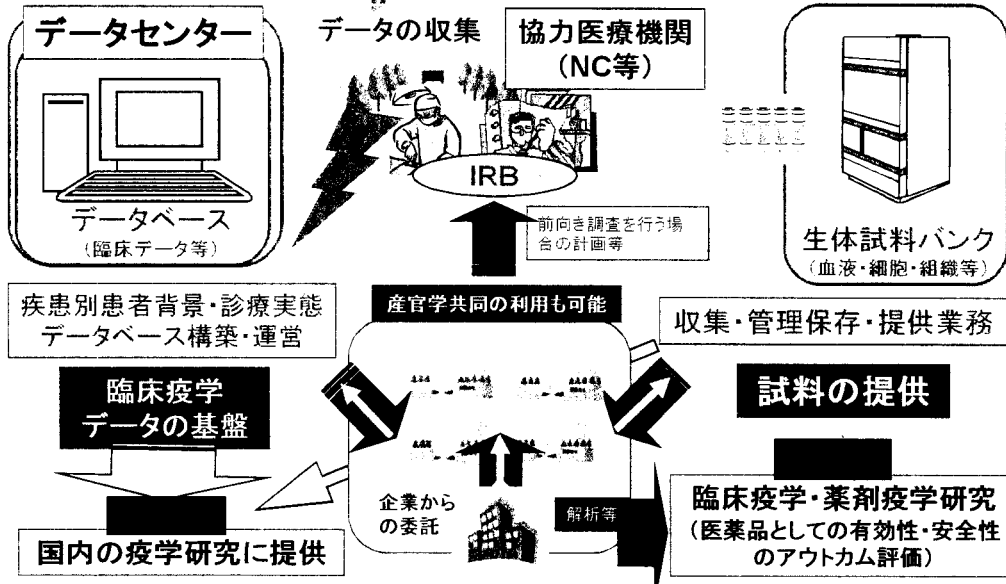 データセンター
データの収集
協力医療機関
(NC等)
IRB
データベース
(臨床データ等)
前向き調査を行う場
合の計画等
生体試料バンク
(血液・細胞・組織等)
疾患別患者背景・診療実態
データベース構築・運営
産官学共同の利用も可能
収集・管理保存・提供業務
臨床疫学
データの基盤
試料の提供
企業から
の委託
解析等
国内の疫学研究に提供
臨床疫学・薬剤疫学研究
(医薬品としての有効性・安全性
のアウトカム評価)